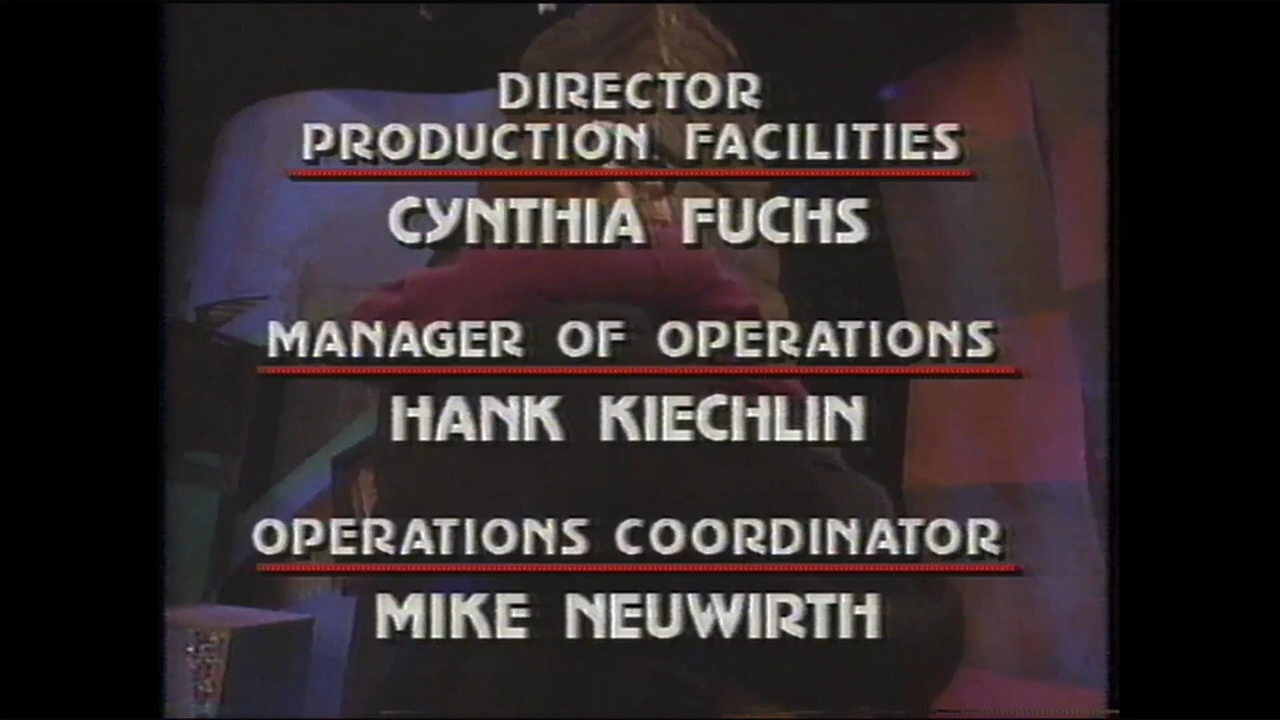 DIRECTOR
PRODUCTION FACILITIES
CYNTHIA FUCHS
MANAGER OF OPERATIONS
HANK KIECHLIN
OPERATIONS COORDINATOR
MIKE NEUWIRTH